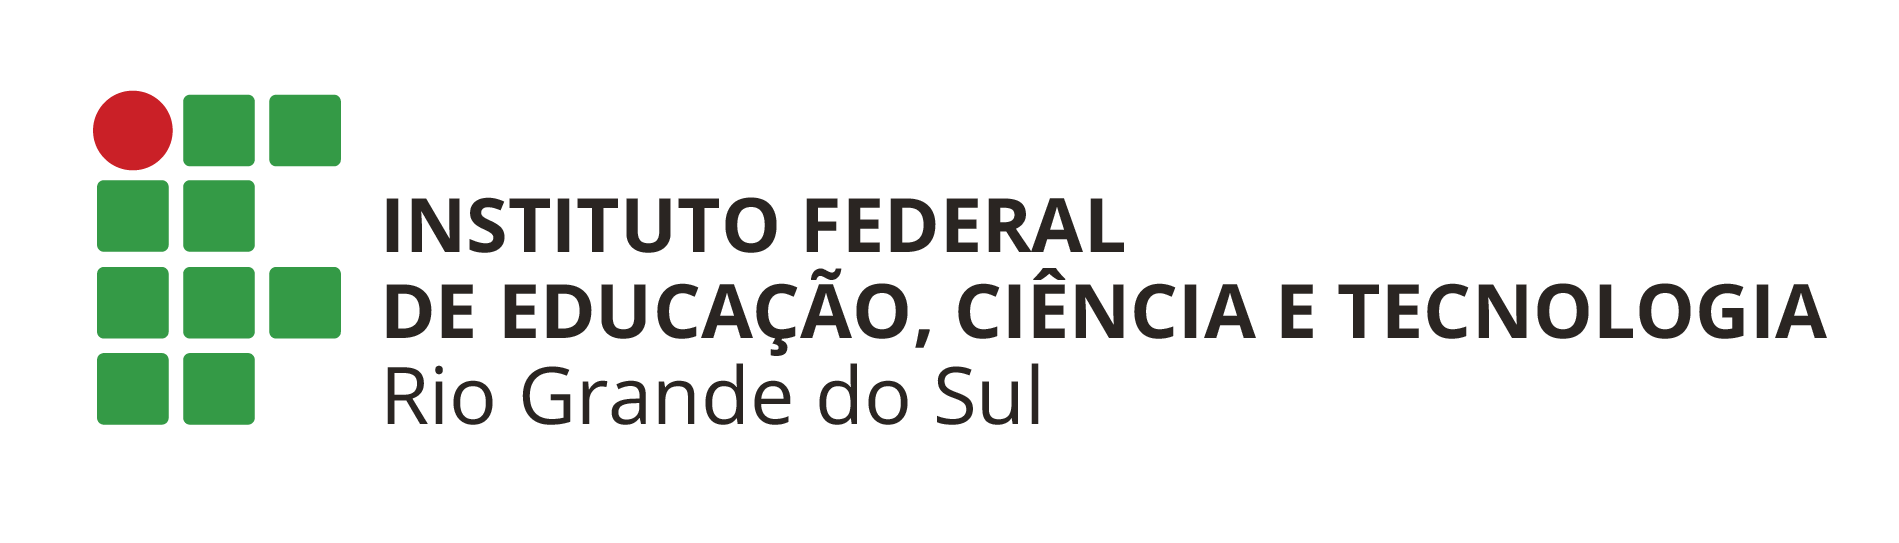 INSTITUTO FEDERAL
DE EDUCAÇÃO, CIÊNCIA E TECNOLOGIA
Rio Grande do Sul